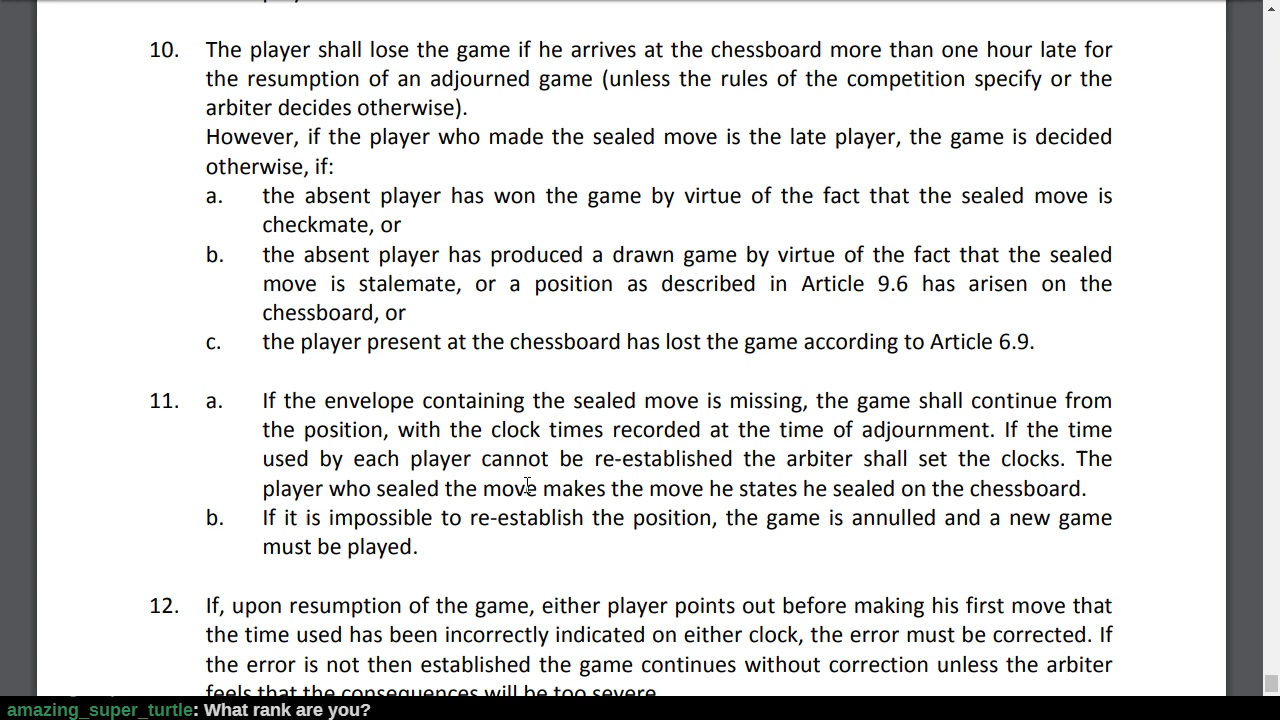 10. The player shall lose the game if he arrives at the chessboard more than one hour late for
the resumption of an adjourned game (unless the rules of the competition specify or the
arbiter decides otherwise).
However, if the player who made the sealed move is the late player, the game is decided
otherwise, if:
a. the absent player has won the game by virtue of the fact that the sealed move is
checkmate, or
b. the absent player has produced a drawn game by virtue of the fact that the sealed
move is stalemate, or a position as described in Article 9.6 has arisen on the
chessboard, or
c. the player present at the chessboard has lost the game according to Article 6.9.
11. a. If the envelope containing the sealed move is missing, the game shall continue from
the position, with the clock times recorded at the time of adjournment. If the time
used by each player cannot be re-established the arbiter shall set the clocks. The
player who sealed the move makes the move he states he sealed on the chessboard.
b. If it is impossible to re-establish the position, the game is annulled and a new game
must be played.
12. If, upon resumption of the game, either player points out before making his first move that
the time used has been incorrectly indicated on either clock, the error must be corrected. If
the error is not then established the game continues without correction unless the arbiter
feels that the consequences will be too severe.
amazing_super_turtle: What rank are you?